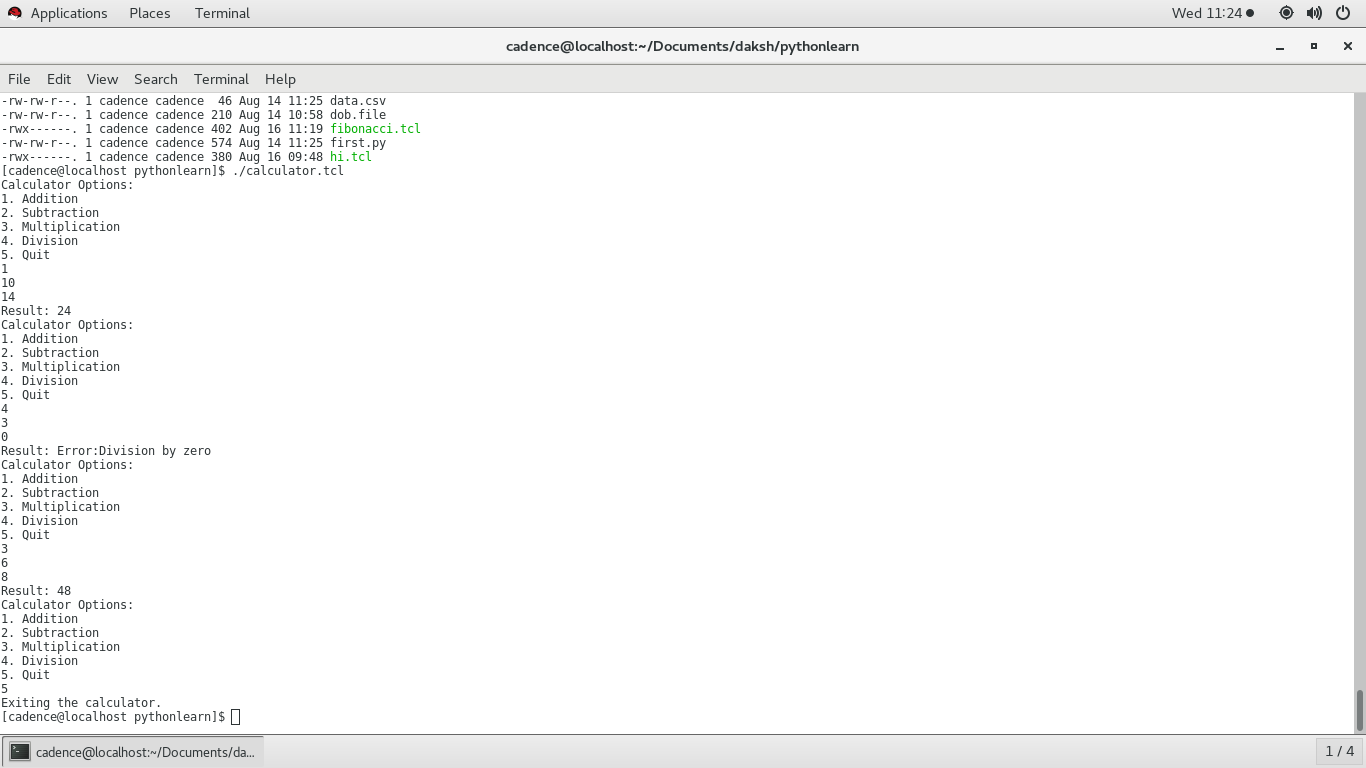 Applications Places Terminal Wed 11:24
cadence@localhost:~/Documents/daksh/pythonlearn
File Edit View Search Terminal Help
-rw-rw-r--. 1 cadence cadence  46 Aug 14 11:25 data.csv
-rw-rw-r--. 1 cadence cadence 210 Aug 14 10:58 dob.file
-rwx------. 1 cadence cadence 402 Aug 16 11:19 fibonacci.tcl
-rw-rw-r--. 1 cadence cadence 574 Aug 14 11:25 first.py
-rwx------. 1 cadence cadence 380 Aug 16 09:48 hi.tcl
[cadence@localhost pythonlearn]$ ./calculator.tcl
Calculator Options:
1. Addition
2. Subtraction
3. Multiplication
4. Division
5. Quit
1
10
14
Result: 24
Calculator Options:
1. Addition
2. Subtraction
3. Multiplication
4. Division
5. Quit
4
3
0
Result: Error:Division by zero
Calculator Options:
1. Addition
2. Subtraction
3. Multiplication
4. Division
5. Quit
3
6
8
Result: 48
Calculator Options:
1. Addition
2. Subtraction
3. Multiplication
4. Division
5. Quit
5
Exiting the calculator.
[cadence@localhost pythonlearn]$
cadence@localhost:~/Documents/da... 1 / 4